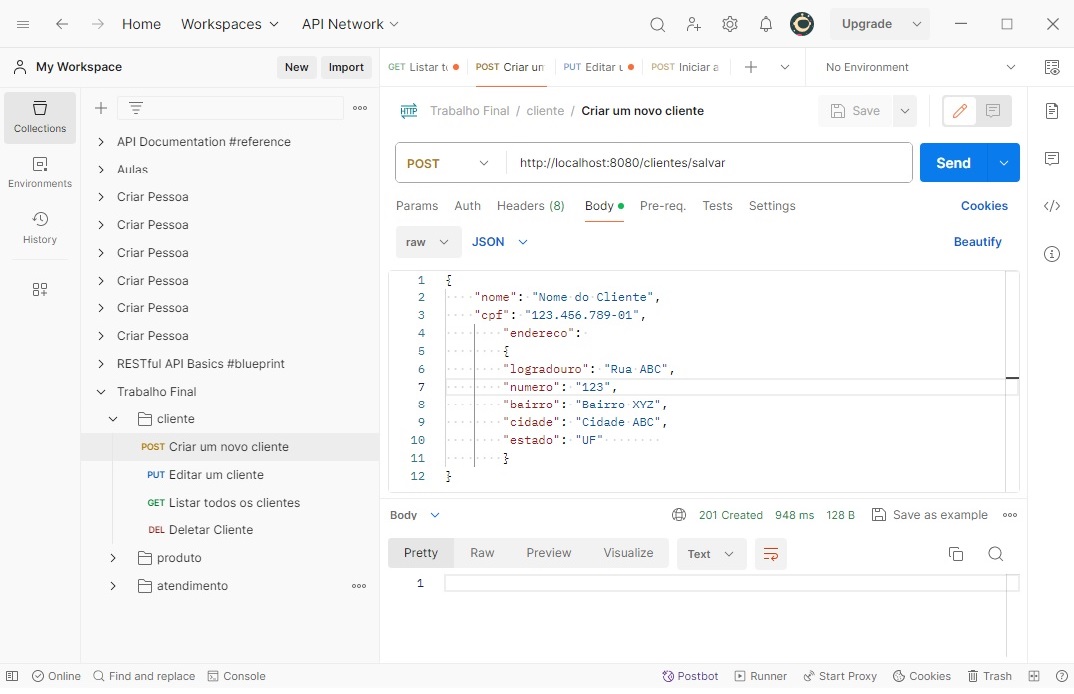 Home Workspaces API Network Upgrade
My Workspace New Import GET Listar t POST Criar un PUT Editar u POST Iniciar a No Environment
Collections
Environments
History
API Documentation #reference
Aulas
Criar Pessoa
Criar Pessoa
Criar Pessoa
Criar Pessoa
Criar Pessoa
Criar Pessoa
RESTful API Basics #blueprint
Trabalho Final
cliente
POST Criar um novo cliente
PUT Editar um cliente
GET Listar todos os clientes
DEL Deletar Cliente
produto
atendimento
HTTP Trabalho Final / cliente / Criar um novo cliente Save
POST http://localhost:8080/clientes/salvar Send
Params Auth Headers (8) Body Pre-req. Tests Settings Cookies
raw JSON Beautify
1 {
2 "nome": "Nome do Cliente",
3 "cpf": "123.456.789-01",
4 "endereco":
5 {
6 "logradouro": "Rua ABC",
7 "numero": "123",
8 "bairro": "Bairro XYZ",
9 "cidade": "Cidade ABC",
10 "estado": "UF"
11 }
12 }
Body 201 Created 948 ms 128 B Save as example
Pretty Raw Preview Visualize Text
1
Online Find and replace Console Postbot Runner Start Proxy Cookies Trash